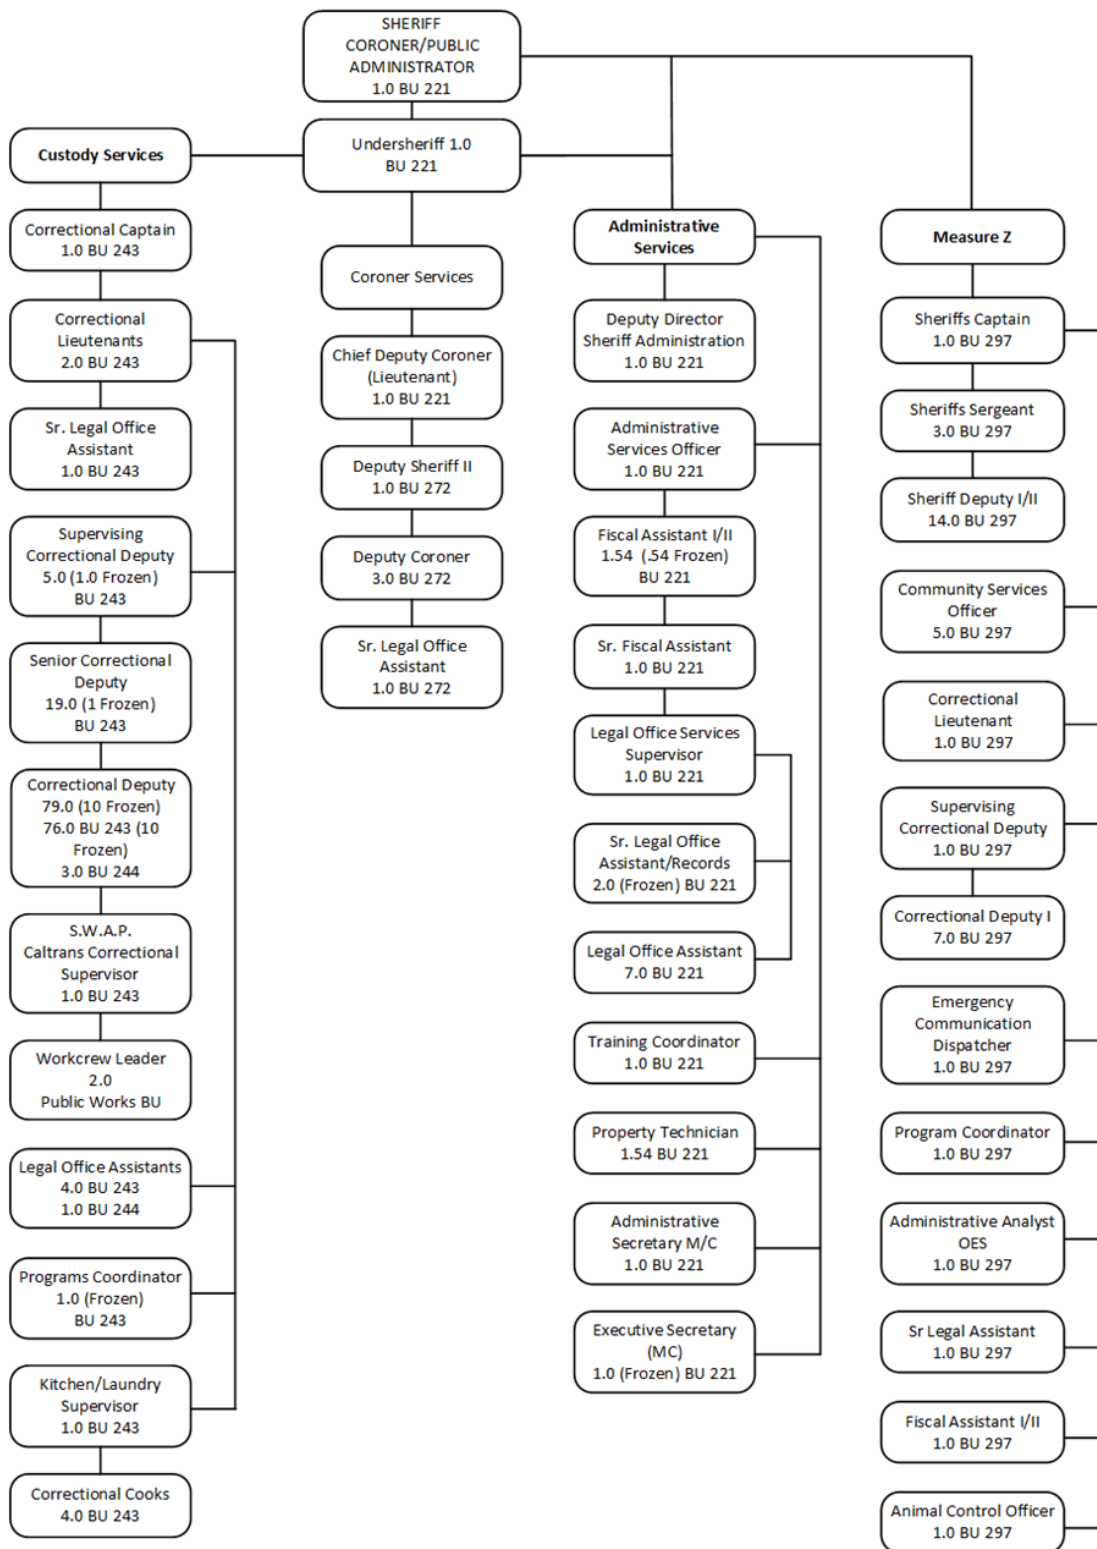 SHERIFF
CORONER/PUBLIC
ADMINISTRATOR
1.0 BU 221
Undersheriff 1.0
BU 221
Custody Services
Correctional Captain
1.0 BU 243
Correctional
Lieutenants
2.0 BU 243
Sr. Legal Office
Assistant
1.0 BU 243
Supervising
Correctional Deputy
5.0 (1.0 Frozen)
BU 243
Senior Correctional
Deputy
19.0 (1 Frozen)
BU 243
Correctional Deputy
79.0 (10 Frozen)
76.0 BU 243 (10
Frozen)
3.0 BU 244
S.W.A.P.
Caltrans Correctional
Supervisor
1.0 BU 243
Workcrew Leader
2.0
Public Works BU
Legal Office Assistants
4.0 BU 243
1.0 BU 244
Programs Coordinator
1.0 (Frozen)
BU 243
Kitchen/Laundry
Supervisor
1.0 BU 243
Correctional Cooks
4.0 BU 243
Coroner Services
Chief Deputy Coroner
(Lieutenant)
1.0 BU 221
Deputy Sheriff II
1.0 BU 272
Deputy Coroner
3.0 BU 272
Sr. Legal Office
Assistant
1.0 BU 272
Administrative
Services
Deputy Director
Sheriff Administration
1.0 BU 221
Administrative
Services Officer
1.0 BU 221
Fiscal Assistant I/II
1.54 (.54 Frozen)
BU 221
Sr. Fiscal Assistant
1.0 BU 221
Legal Office Services
Supervisor
1.0 BU 221
Sr. Legal Office
Assistant/Records
2.0 (Frozen) BU 221
Legal Office Assistant
7.0 BU 221
Training Coordinator
1.0 BU 221
Property Technician
1.54 BU 221
Administrative
Secretary M/C
1.0 BU 221
Executive Secretary
(MC)
1.0 (Frozen) BU 221
Measure Z
Sheriffs Captain
1.0 BU 297
Sheriffs Sergeant
3.0 BU 297
Sheriff Deputy I/II
14.0 BU 297
Community Services
Officer
5.0 BU 297
Correctional
Lieutenant
1.0 BU 297
Supervising
Correctional Deputy
1.0 BU 297
Correctional Deputy I
7.0 BU 297
Emergency
Communication
Dispatcher
1.0 BU 297
Program Coordinator
1.0 BU 297
Administrative Analyst
OES
1.0 BU 297
Sr Legal Assistant
1.0 BU 297
Fiscal Assistant I/II
1.0 BU 297
Animal Control Officer
1.0 BU 297